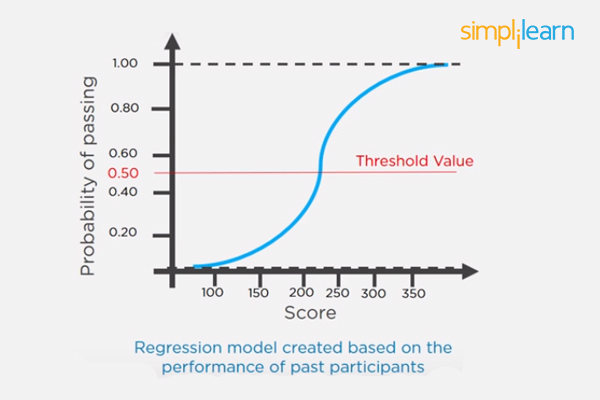 simplilearn
1.00
0.80
0.60
0.50
0.40
0.20
Probability of passing
Threshold Value
100 150 200 250 300 350
Score
Regression model created based on the
performance of past participants